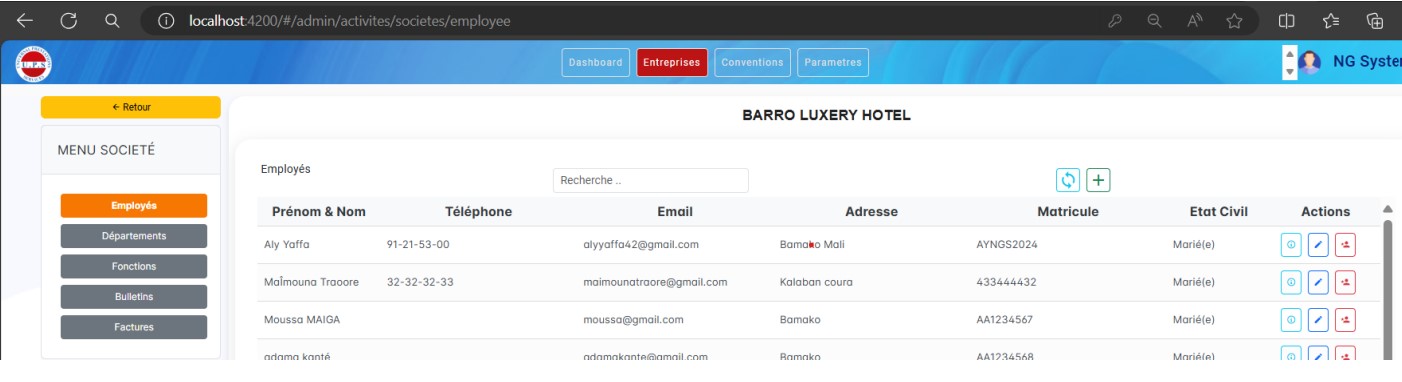 localhost:4200/#/admin/activites/societes/employee
U.P.S
Dashboard Entreprises Conventions Parametres
NG System
← Retour
BARRO LUXERY HOTEL
MENU SOCIETÉ
Employés
Départements
Fonctions
Bulletins
Factures
Employés
Recherche ..
Prénom & Nom Téléphone Email Adresse Matricule Etat Civil Actions
Aly Yaffa 91-21-53-00 alyyaffa42@gmail.com Bamako Mali AYNGS2024 Marié(e)
MaÎmouna Traoore 32-32-32-33 maimounatraore@gmail.com Kalaban coura 433444432 Marié(e)
Moussa MAIGA moussa@gmail.com Bamako AA1234567 Marié(e)
adama kanté adamakante@gmail.com Bamako AA1234568 Marié(e)